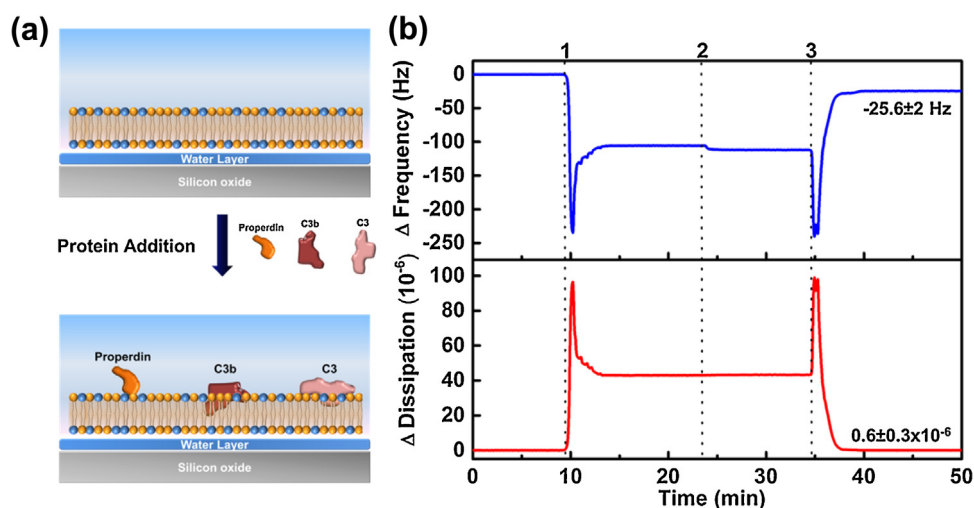 (a)
Water Layer
Silicon oxide
Protein Addition
Properdin
C3b
C3
Properdin
C3b
C3
Water Layer
Silicon oxide
(b)
1 2 3
Δ Frequency (Hz)
0
-50
-100
-150
-200
-250
-25.6±2 Hz
Δ Dissipation (10⁻⁶)
100
80
60
40
20
0
0.6±0.3x10⁻⁶
0 10 20 30 40 50
Time (min)